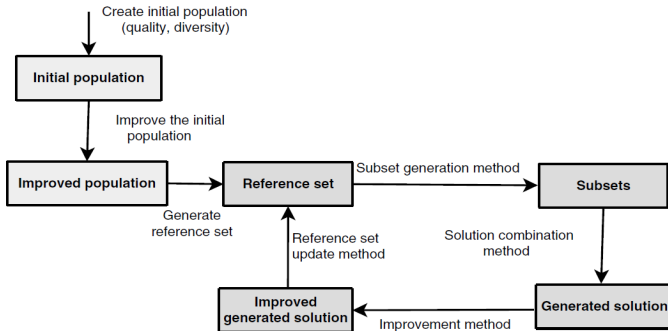 Create initial population
(quality, diversity)
Initial population
Improve the initial
population
Improved population
Generate
reference set
Reference set
Subset generation method
Subsets
Solution combination
method
Generated solution
Improvement method
Improved
generated solution
Reference set
update method